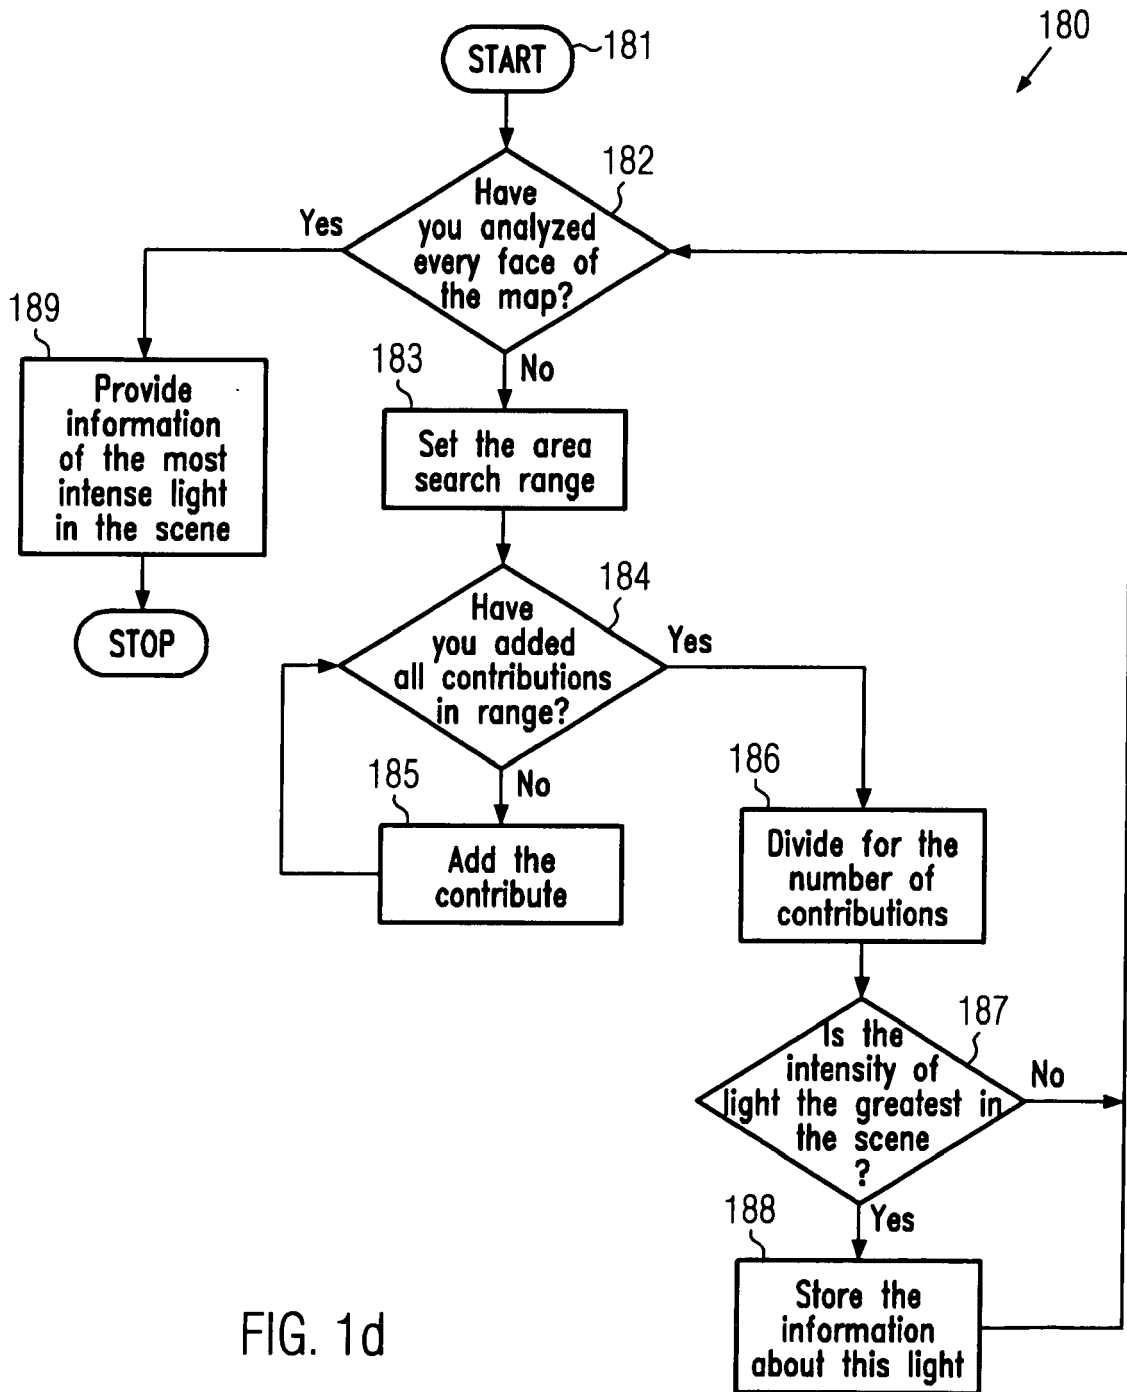 180
START
181
182
Have
you analyzed
every face of
the map?
Yes
No
189
Provide
information
of the most
intense light
in the scene
STOP
183
Set the area
search range
184
Have
you added
all contributions
in range?
Yes
No
185
Add the
contribute
186
Divide for the
number of
contributions
187
Is the
intensity of
light the greatest in
the scene
?
No
Yes
188
Store the
information
about this light
FIG. 1d